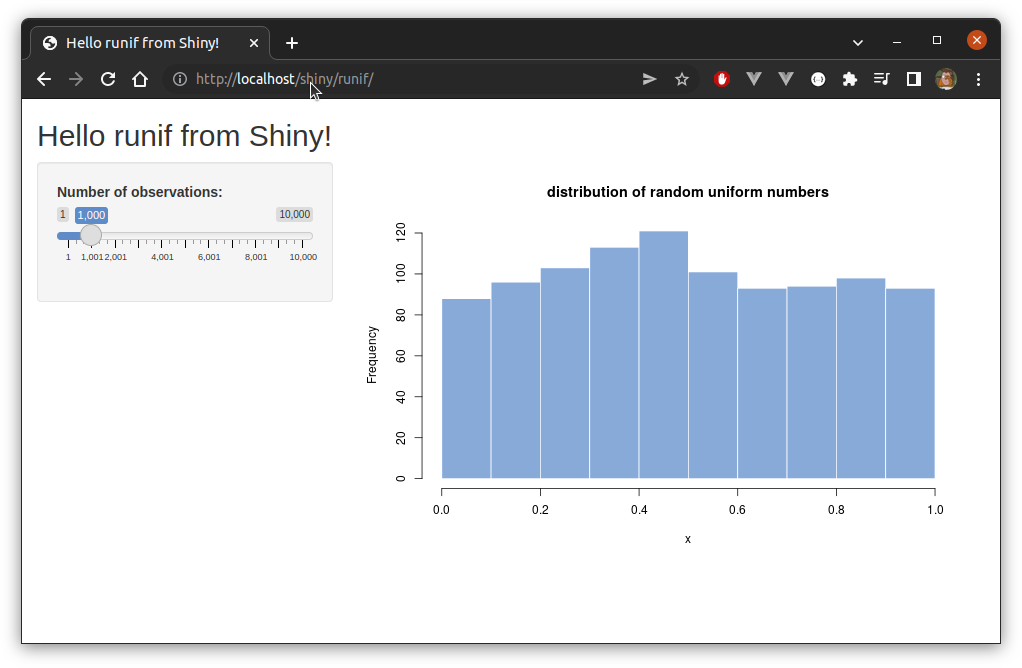 Hello runif from Shiny!
http://localhost/shiny/runif/
Hello runif from Shiny!
Number of observations:
1 1,000 10,000
1 1,001 2,001 4,001 6,001 8,001 10,000
distribution of random uniform numbers
Frequency
120
100
80
60
40
20
0
0.0 0.2 0.4 0.6 0.8 1.0
x